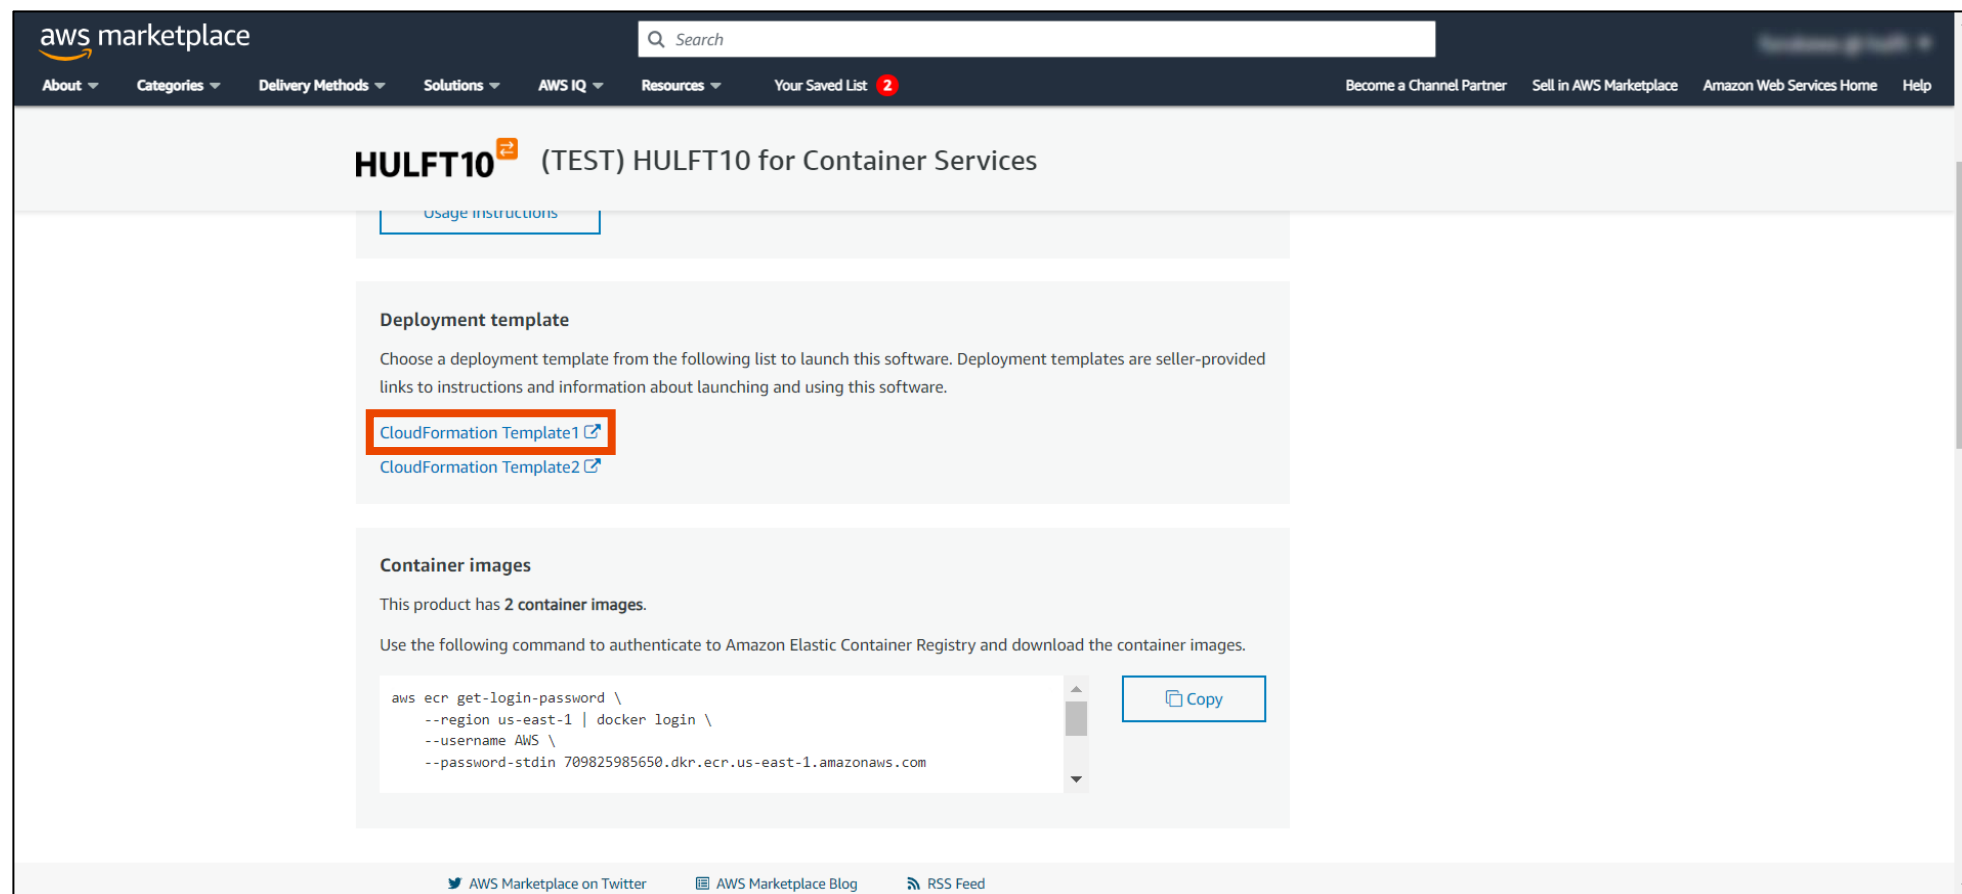 aws marketplace
Search
About
Categories
Delivery Methods
Solutions
AWS IQ
Resources
Your Saved List 2
Become a Channel Partner
Sell in AWS Marketplace
Amazon Web Services Home
Help
HULFT10 (TEST) HULFT10 for Container Services
Usage Instructions
Deployment template
Choose a deployment template from the following list to launch this software. Deployment templates are seller-provided
links to instructions and information about launching and using this software.
CloudFormation Template1
CloudFormation Template2
Container images
This product has 2 container images.
Use the following command to authenticate to Amazon Elastic Container Registry and download the container images.
aws ecr get-login-password \
--region us-east-1 | docker login \
--username AWS \
--password-stdin 709825985650.dkr.ecr.us-east-1.amazonaws.com
Copy
AWS Marketplace on Twitter
AWS Marketplace Blog
RSS Feed